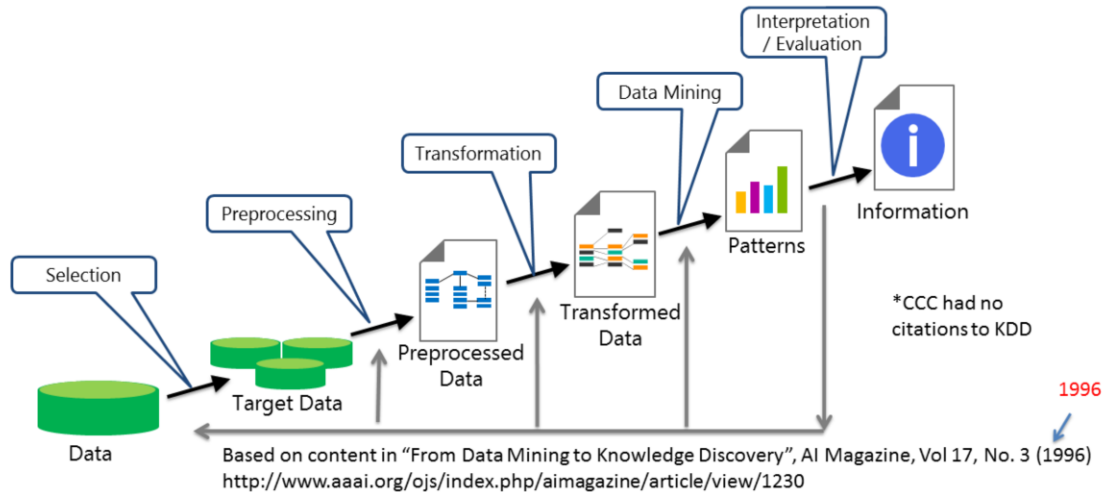 Interpretation
/ Evaluation
Data Mining
Transformation
Preprocessing
Selection
i
Information
Patterns
Transformed
Data
Preprocessed
Data
Target Data
Data
*CCC had no
citations to KDD
1996
Based on content in “From Data Mining to Knowledge Discovery”, AI Magazine, Vol 17, No. 3 (1996)
http://www.aaai.org/ojs/index.php/aimagazine/article/view/1230